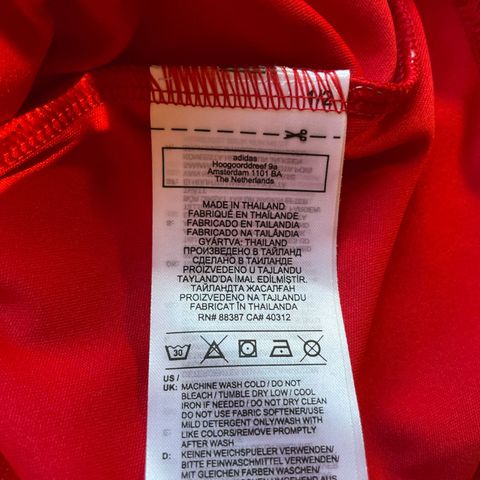 1/2
adidas
Hoogoorddreef 9a
Amsterdam 1101 BA
The Netherlands
MADE IN THAILAND
FABRIQUÉ EN THAÏLANDE
FABRICADO EN TAILANDIA
FABRICADO NA TAILÂNDIA
GYÁRTVA: THAILAND
ПРОИЗВЕДЕНО В ТАЙЛАНД
СДЕЛАНО В ТАИЛАНДЕ
PROIZVEDENO U TAJLANDU
TAYLAND'DA İMAL EDİLMİŞTİR.
ТАЙЛАНДТА ЖАСАЛҒАН
PROIZVEDENO NA TAJLANDU
FABRICAT ÎN THAILANDA
RN# 88387 CA# 40312
30
US /
UK: MACHINE WASH COLD / DO NOT
BLEACH / TUMBLE DRY LOW / COOL
IRON IF NEEDED / DO NOT DRY CLEAN
DO NOT USE FABRIC SOFTENER/USE
MILD DETERGENT ONLY/WASH WITH
LIKE COLORS/REMOVE PROMPTLY
AFTER WASH
D: KEINEN WEICHSPUELER VERWENDEN/
BITTE FEINWASCHMITTEL VERWENDEN/
MIT GLEICHEN FARBEN WASCHEN/